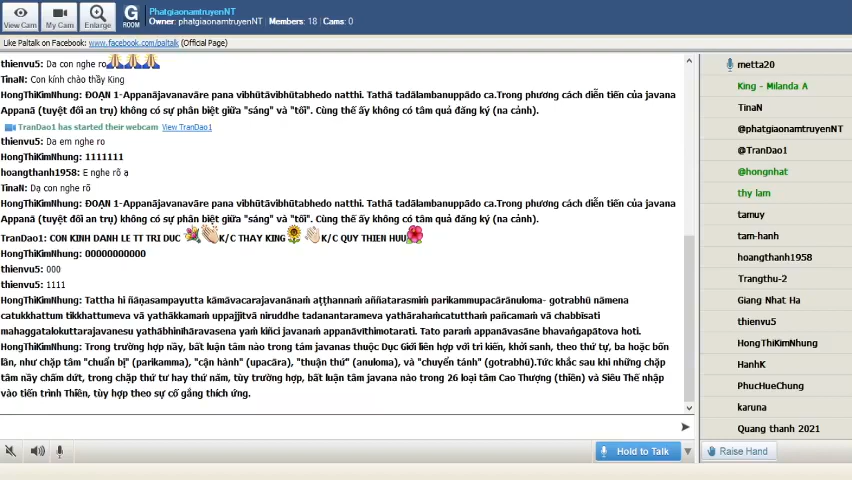 PhatgiaonamtruyenNT
Owner: phatgiaonamtruyenNT | Members: 18 | Cams: 0
View Cam
My Cam
Enlarge
G
ROOM
Like Paltalk on Facebook: www.facebook.com/paltalk (Official Page)
thienvu5: Da con nghe ro
TinaN: Con kính chào thầy King
HongThiKimNhung: ĐOẠN 1-Appanājavanavāre pana vibhūtāvibhūtabhedo natthi. Tathā tadālambanuppādo ca.Trong phương cách diễn tiến của javana
Appanā (tuyệt đối an trụ) không có sự phân biệt giữa "sáng" và "tối". Cùng thế ấy không có tâm quả đăng ký (na cảnh).
TranDao1 has started their webcam View TranDao1
thienvu5: Da em nghe ro
HongThiKimNhung: 1111111
hoangthanh1958: E nghe rõ ạ
TinaN: Dạ con nghe rõ
HongThiKimNhung: ĐOẠN 1-Appanājavanavāre pana vibhūtāvibhūtabhedo natthi. Tathā tadālambanuppādo ca.Trong phương cách diễn tiến của javana
Appanā (tuyệt đối an trụ) không có sự phân biệt giữa "sáng" và "tối". Cùng thế ấy không có tâm quả đăng ký (na cảnh).
TranDao1: CON KINH DANH LE TT TRI DUC K/C THAY KING K/C QUY THIEN HUU
HongThiKimNhung: 00000000000
thienvu5: 000
thienvu5: 1111
HongThiKimNhung: Tattha hi ñāṇasampayutta kāmāvacarajavanānaṁ aṭṭhannaṁ aññatarasmiṁ parikammupacārānuloma- gotrabhū nāmena
catukkhattuṁ tikkhattumeva vā yathākkamaṁ uppajjitvā niruddhe tadanantarameva yathārahaṁcatutthaṁ pañcamaṁ vā chabbīsati
mahaggatalokuttarajavanesu yathābhinīhāravasena yaṁ kiñci javanaṁ appanāvīthimotarati. Tato paraṁ appanāvasāne bhavaṅgapātova hoti.
HongThiKimNhung: Trong trường hợp này, bất luận tâm nào trong tám javanas thuộc Dục Giới liên hợp với tri kiến, khởi sanh, theo thứ tự, ba hoặc bốn
lần, như chập tâm "chuẩn bị" (parikamma), "cận hành" (upacāra), "thuận thứ" (anuloma), và "chuyển tánh" (gotrabhū).Tức khắc sau khi những chập
tâm này chấm dứt, trong chập thứ tư hay thứ năm, tùy trường hợp, bất luận tâm javana nào trong 26 loại tâm Cao Thượng (thiền) và Siêu Thế nhập
vào tiến trình Thiền, tùy hợp theo sự cố gắng thích ứng.
Hold to Talk
metta20
King - Milanda A
TinaN
@phatgiaonamtruyenNT
@TranDao1
@hongnhat
thy lam
tamuy
tam-hanh
hoangthanh1958
Trangthu-2
Giang Nhat Ha
thienvu5
HongThiKimNhung
HanhK
PhucHueChung
karuna
Quang thanh 2021
Raise Hand